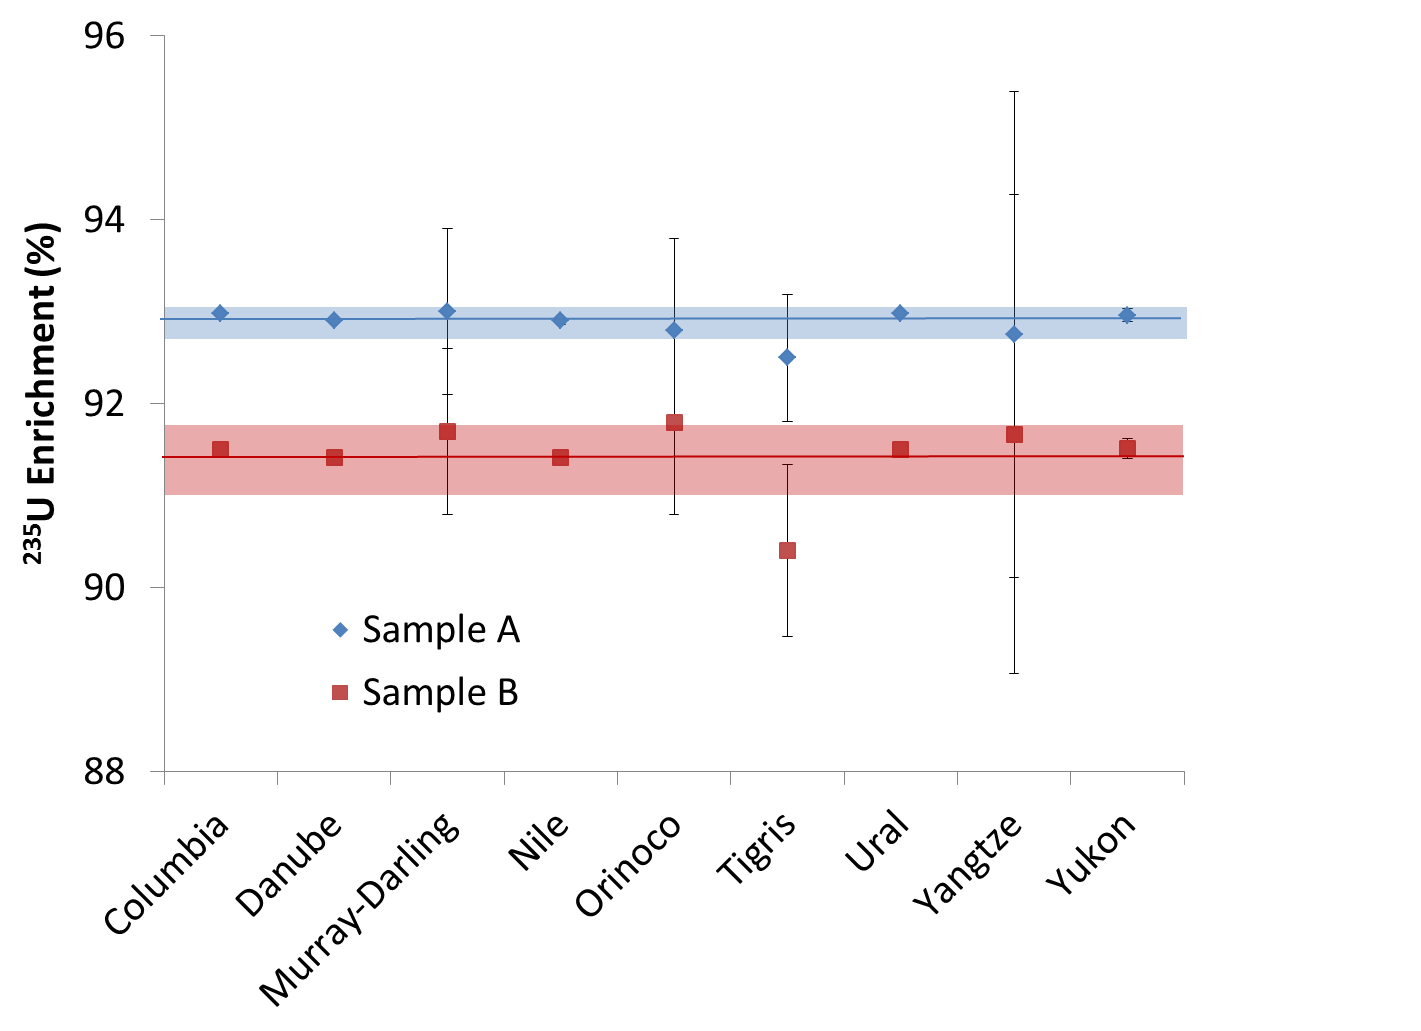 96
94
92
90
88
²³⁵U Enrichment (%)
Sample A
Sample B
Columbia
Danube
Murray-Darling
Nile
Orinoco
Tigris
Ural
Yangtze
Yukon